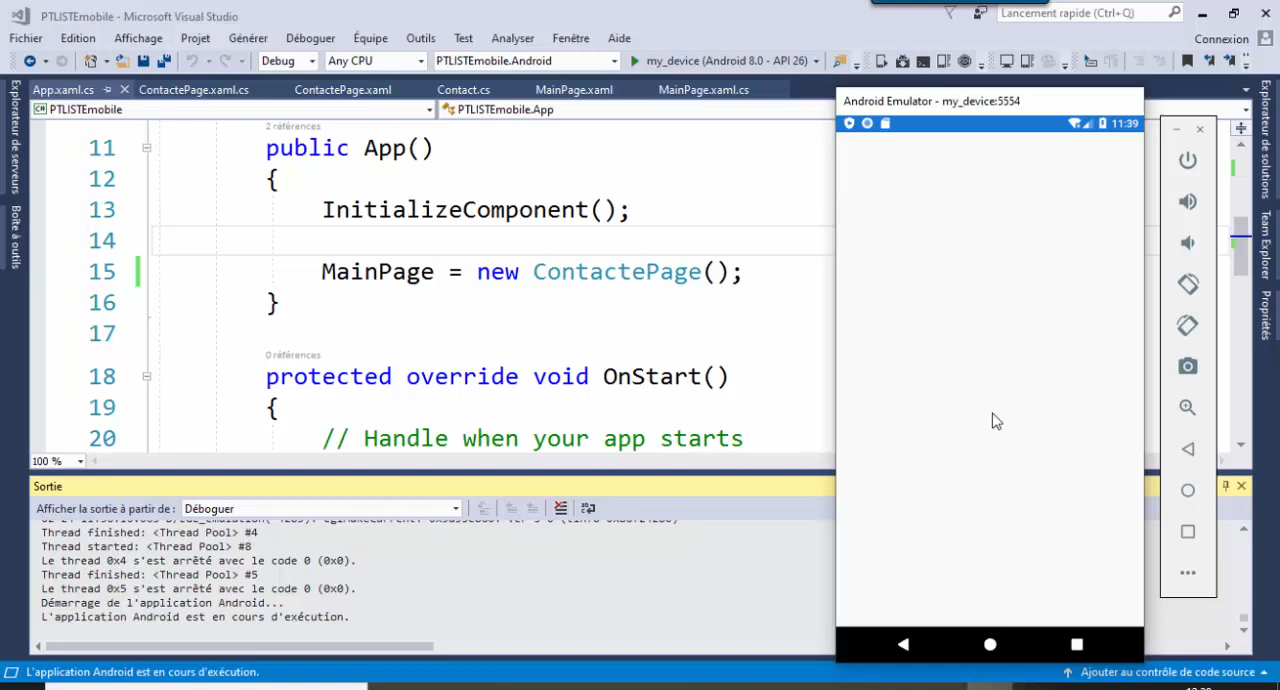 PTLISTEmobile - Microsoft Visual Studio
Lancement rapide (Ctrl+Q)
Fichier Edition Affichage Projet Générer Déboguer Équipe Outils Test Analyser Fenêtre Aide
Connexion
Debug Any CPU PTLISTEmobile.Android my_device (Android 8.0 - API 26)
App.xaml.cs ContactePage.xaml.cs ContactePage.xaml Contact.cs MainPage.xaml MainPage.xaml.cs
PTLISTEmobile PTLISTEmobile.App
Explorateur de serveurs
Boîte à outils
2 références
11 public App()
12 {
13 InitializeComponent();
14
15 MainPage = new ContactePage();
16 }
17
0 références
18 protected override void OnStart()
19 {
20 // Handle when your app starts
100 %
Sortie
Afficher la sortie à partir de : Déboguer
Thread finished: <Thread Pool> #4
Thread started: <Thread Pool> #8
Le thread 0x4 s'est arrêté avec le code 0 (0x0).
Thread finished: <Thread Pool> #5
Le thread 0x5 s'est arrêté avec le code 0 (0x0).
Démarrage de l'application Android...
L'application Android est en cours d'exécution.
Android Emulator - my_device:5554
11:39
Explorateur de solutions
Team Explorer
Propriétés
L'application Android est en cours d'exécution.
Ajouter au contrôle de code source